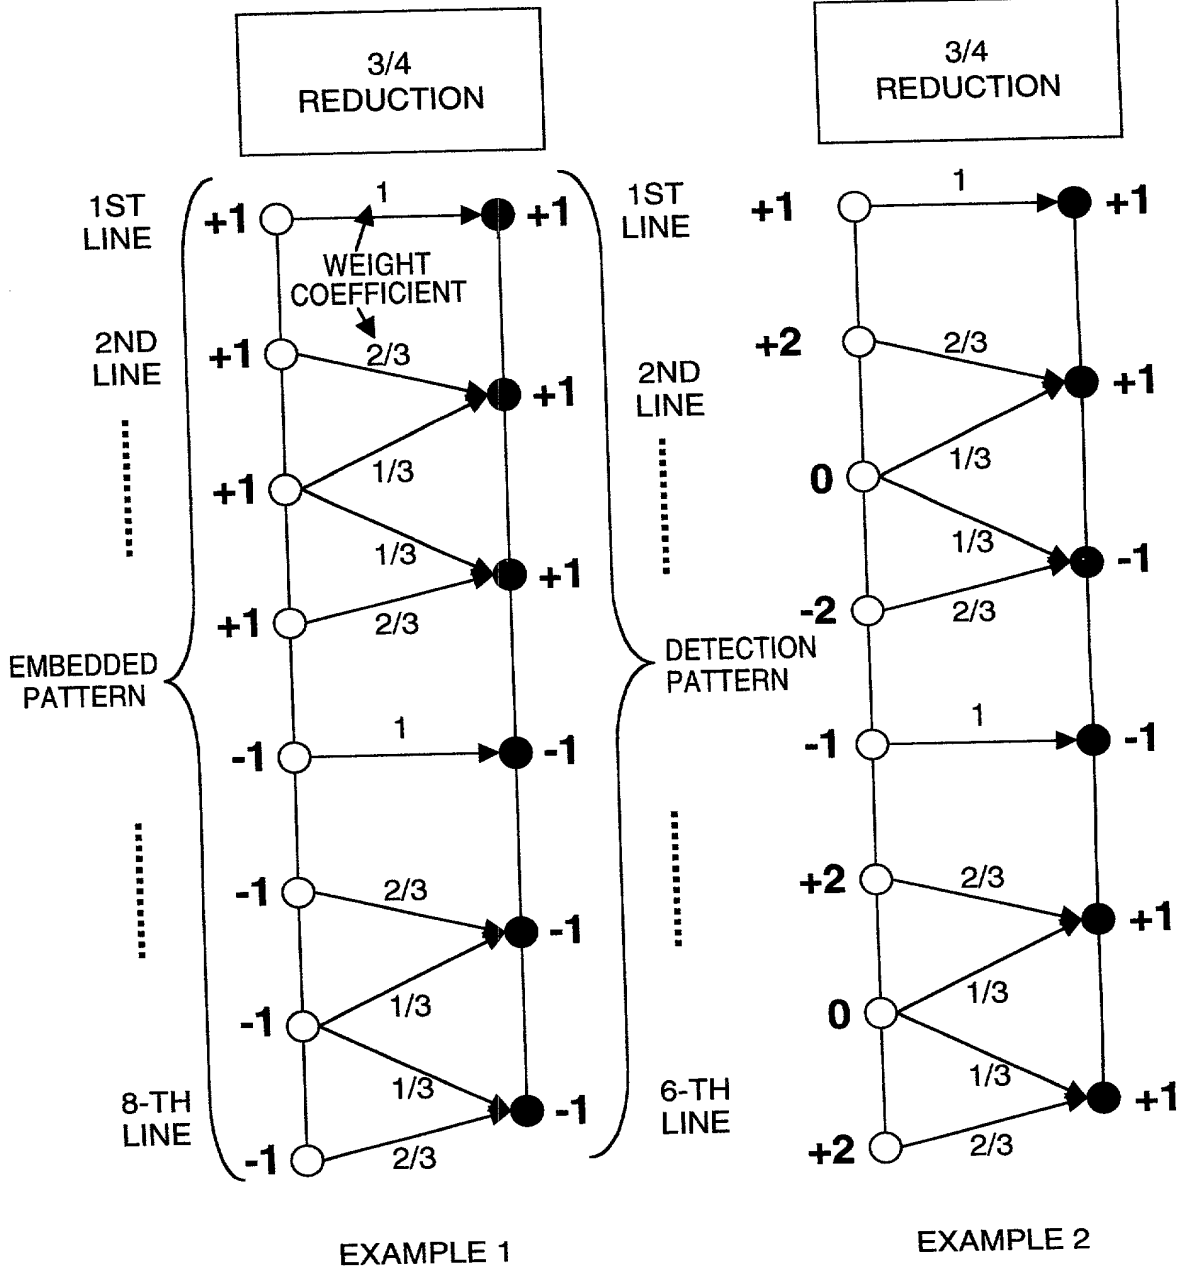 3/4
REDUCTION
3/4
REDUCTION
1ST
LINE
+1
1
+1
1ST
LINE
+1
1
+1
WEIGHT
COEFFICIENT
2ND
LINE
+1
2/3
+1
2ND
LINE
+2
2/3
+1
+1
1/3
0
1/3
1/3
+1
1/3
-1
+1
2/3
-2
2/3
EMBEDDED
PATTERN
DETECTION
PATTERN
-1
1
-1
-1
1
-1
-1
2/3
-1
+2
2/3
+1
-1
1/3
0
1/3
8-TH
LINE
1/3
-1
6-TH
LINE
1/3
+1
-1
2/3
+2
2/3
EXAMPLE 1
EXAMPLE 2